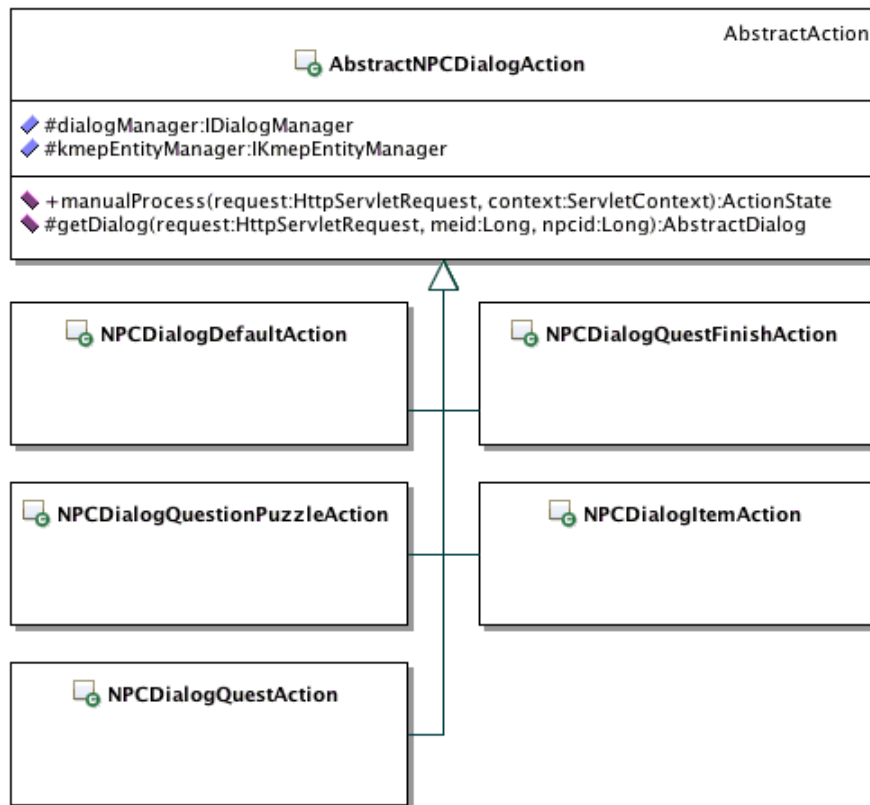 AbstractAction
AbstractNPCDialogAction
#dialogManager:IDialogManager
#kmepEntityManager:IKmepEntityManager
+manualProcess(request:HttpServletRequest, context:ServletContext):ActionState
#getDialog(request:HttpServletRequest, meid:Long, npcid:Long):AbstractDialog
NPCDialogDefaultAction
NPCDialogQuestFinishAction
NPCDialogQuestionPuzzleAction
NPCDialogItemAction
NPCDialogQuestAction